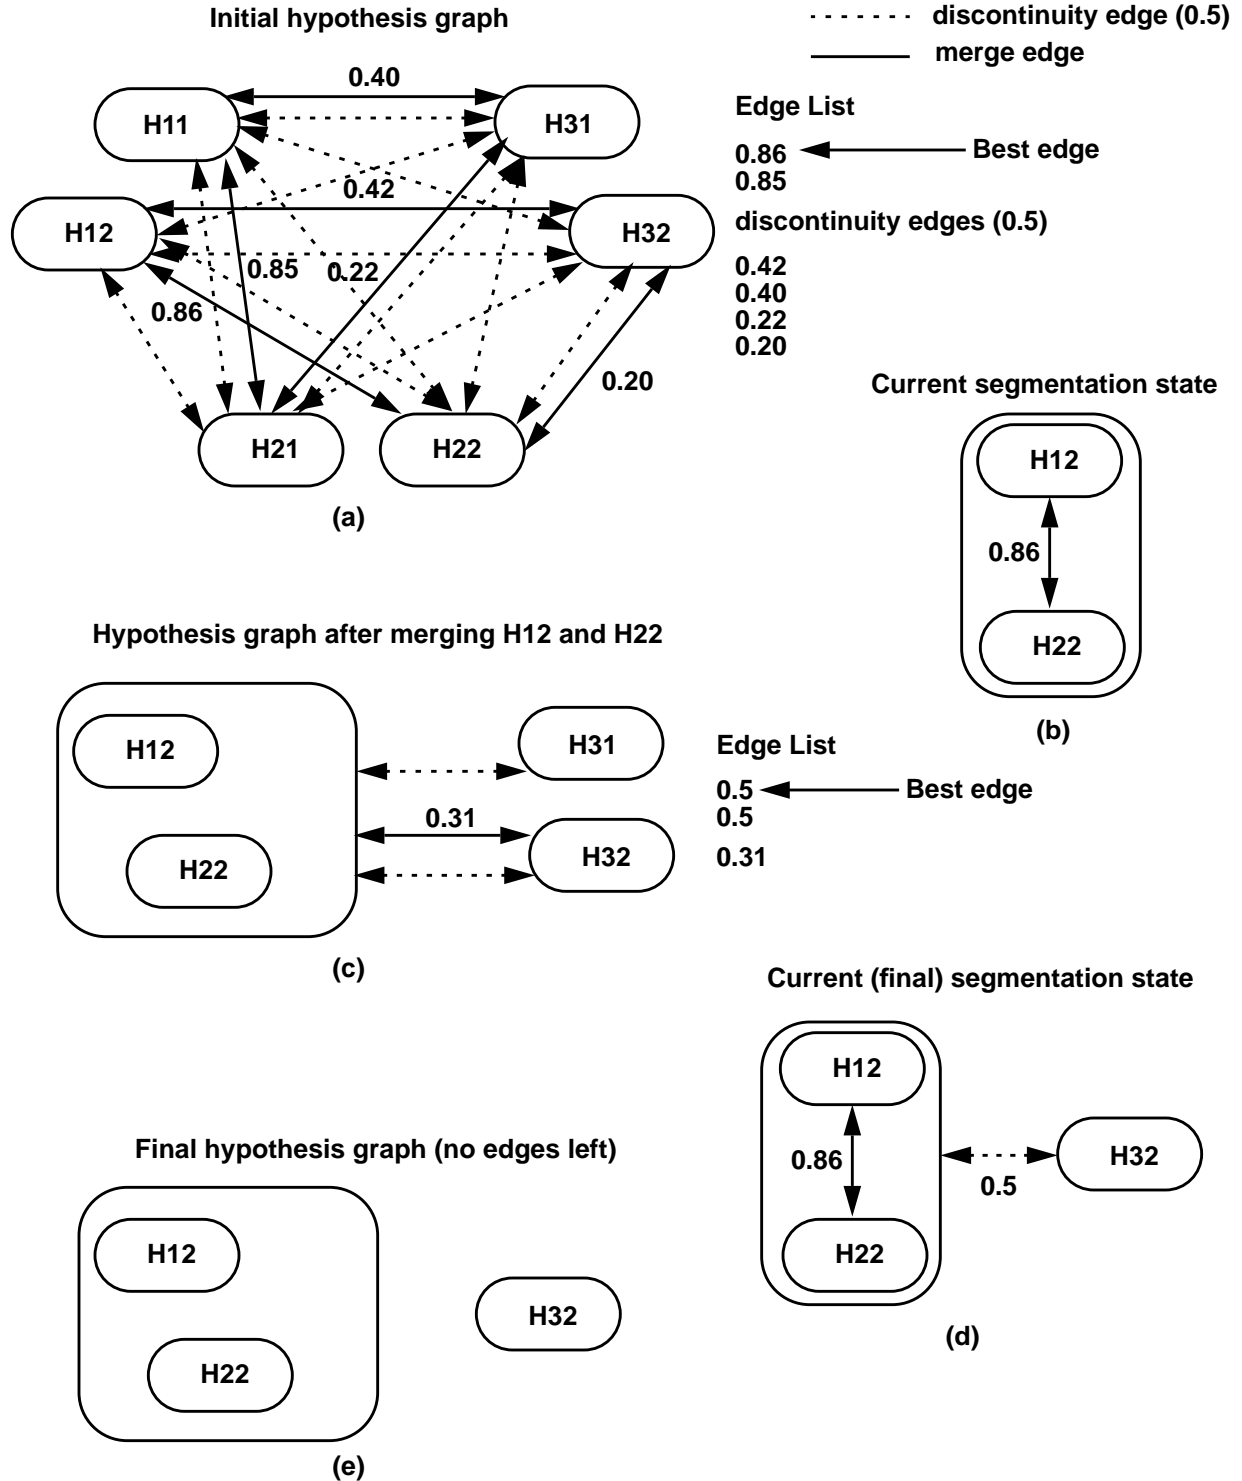 Initial hypothesis graph
discontinuity edge (0.5)
merge edge
0.40
H11
H31
0.42
H12
H32
0.85
0.22
0.86
0.20
H21
H22
(a)
Edge List
0.86
Best edge
0.85
discontinuity edges (0.5)
0.42
0.40
0.22
0.20
Current segmentation state
H12
0.86
H22
(b)
Hypothesis graph after merging H12 and H22
H12
H22
H31
0.31
H32
(c)
Edge List
0.5
Best edge
0.5
0.31
Current (final) segmentation state
H12
0.86
H22
0.5
H32
(d)
Final hypothesis graph (no edges left)
H12
H22
H32
(e)